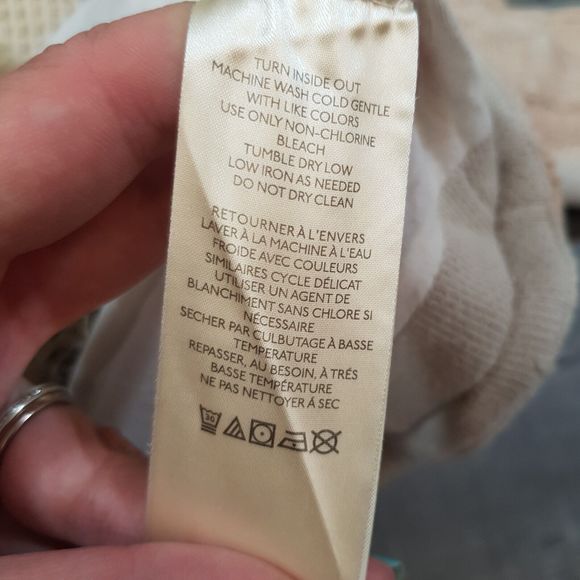 TURN INSIDE OUT
MACHINE WASH COLD GENTLE
WITH LIKE COLORS
USE ONLY NON-CHLORINE
BLEACH
TUMBLE DRY LOW
LOW IRON AS NEEDED
DO NOT DRY CLEAN
RETOURNER À L'ENVERS
LAVER À LA MACHINE À L'EAU
FROIDE AVEC COULEURS
SIMILAIRES CYCLE DÉLICAT
UTILISER UN AGENT DE
BLANCHIMENT SANS CHLORE SI
NÉCESSAIRE
SECHER PAR CULBUTAGE À BASSE
TEMPERATURE
REPASSER, AU BESOIN, À TRÉS
BASSE TEMPÉRATURE
NE PAS NETTOYER À SEC
30